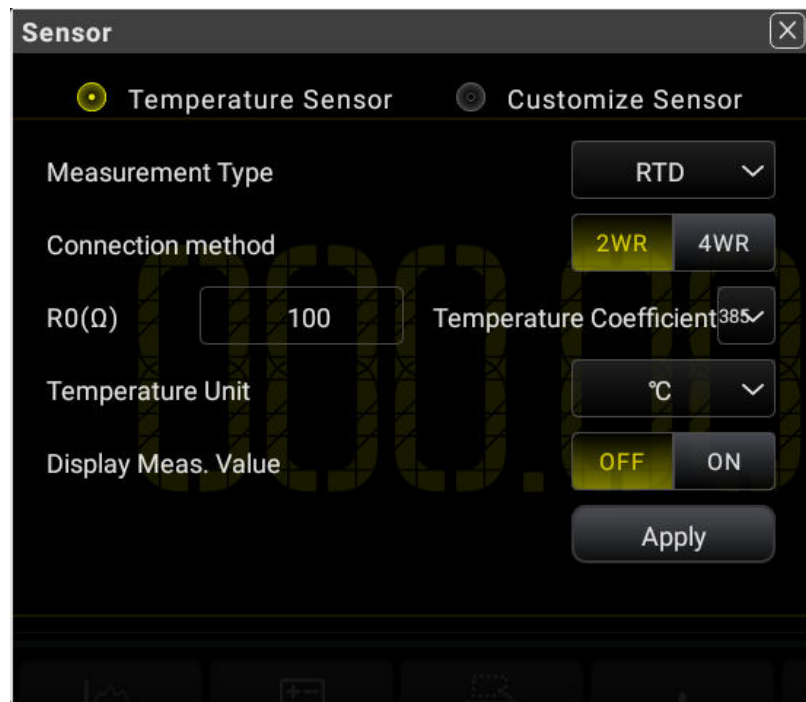 Sensor
Temperature Sensor Customize Sensor
Measurement Type RTD
Connection method 2WR 4WR
R0(Ω) 100 Temperature Coefficient 385
Temperature Unit ℃
Display Meas. Value OFF ON
Apply